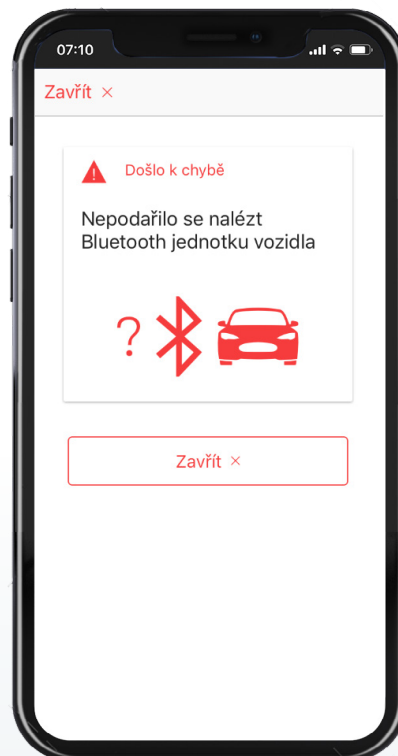 07:10
Zavřít ×
Došlo k chybě
Nepodařilo se nalézt
Bluetooth jednotku vozidla
?
Zavřít ×